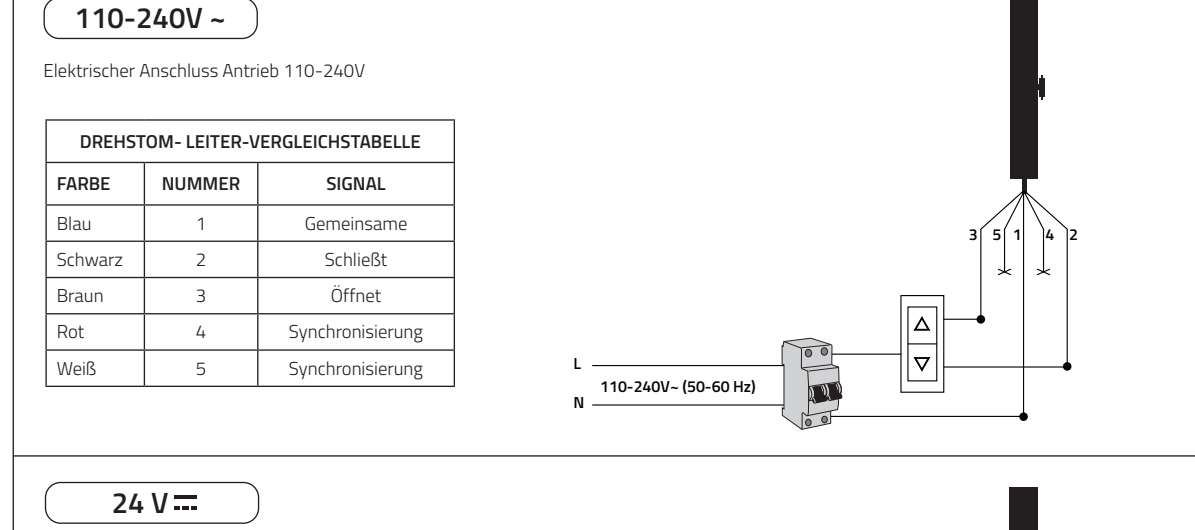 110-240V ~
Elektrischer Anschluss Antrieb 110-240V
DREHSTOM- LEITER-VERGLEICHSTABELLE
FARBE NUMMER SIGNAL
Blau 1 Gemeinsame
Schwarz 2 Schließt
Braun 3 Öffnet
Rot 4 Synchronisierung
Weiß 5 Synchronisierung
3 5 1 4 2
L
110-240V~ (50-60 Hz)
N
24 V ⎓